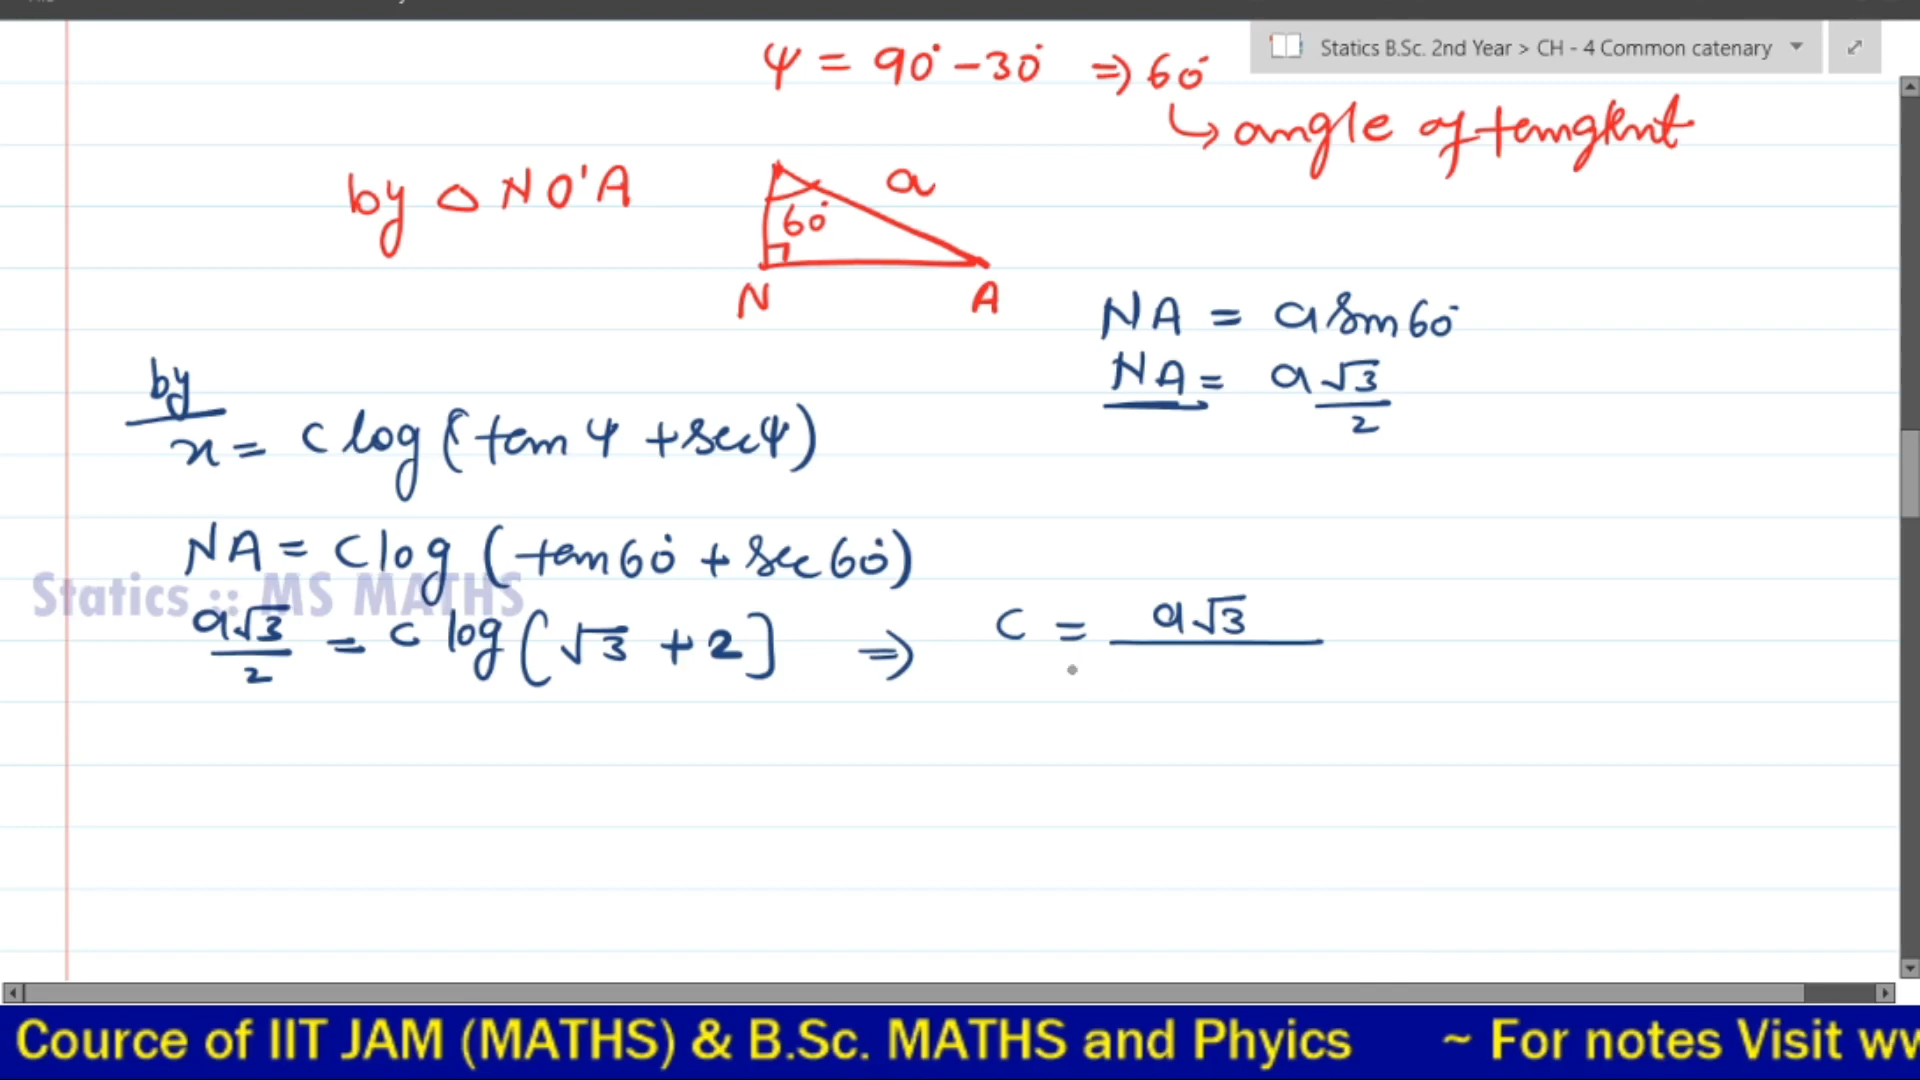 Statics B.Sc. 2nd Year > CH - 4 Common catenary
ψ = 90° - 30° ⇒ 60°
↳ angle of tangent
by △ NO'A
a
60°
N A
NA = a sin 60°
NA = a √3/2
by
x = c log (tan ψ + sec ψ)
NA = c log (tan 60° + sec 60°)
Statics :: MS MATHS
a√3/2 = c log [√3 + 2] ⇒ c = a√3
Cource of IIT JAM (MATHS) & B.Sc. MATHS and Phyics ~ For notes Visit ww